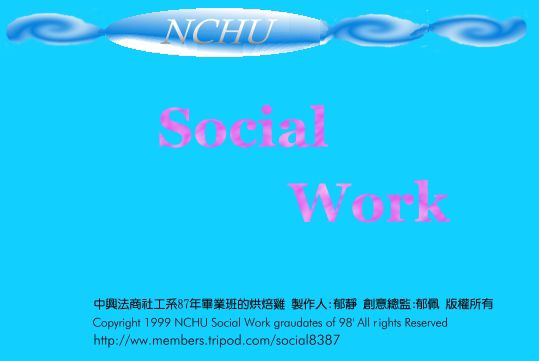 NCHU
Social
Work
中興法商社工系87年畢業班的烘焙雞 製作人:郁靜 創意總監:郁佩 版權所有
Copyright 1999 NCHU Social Work graudates of 98' All rights Reserved
http://ww.members.tripod.com/social8387